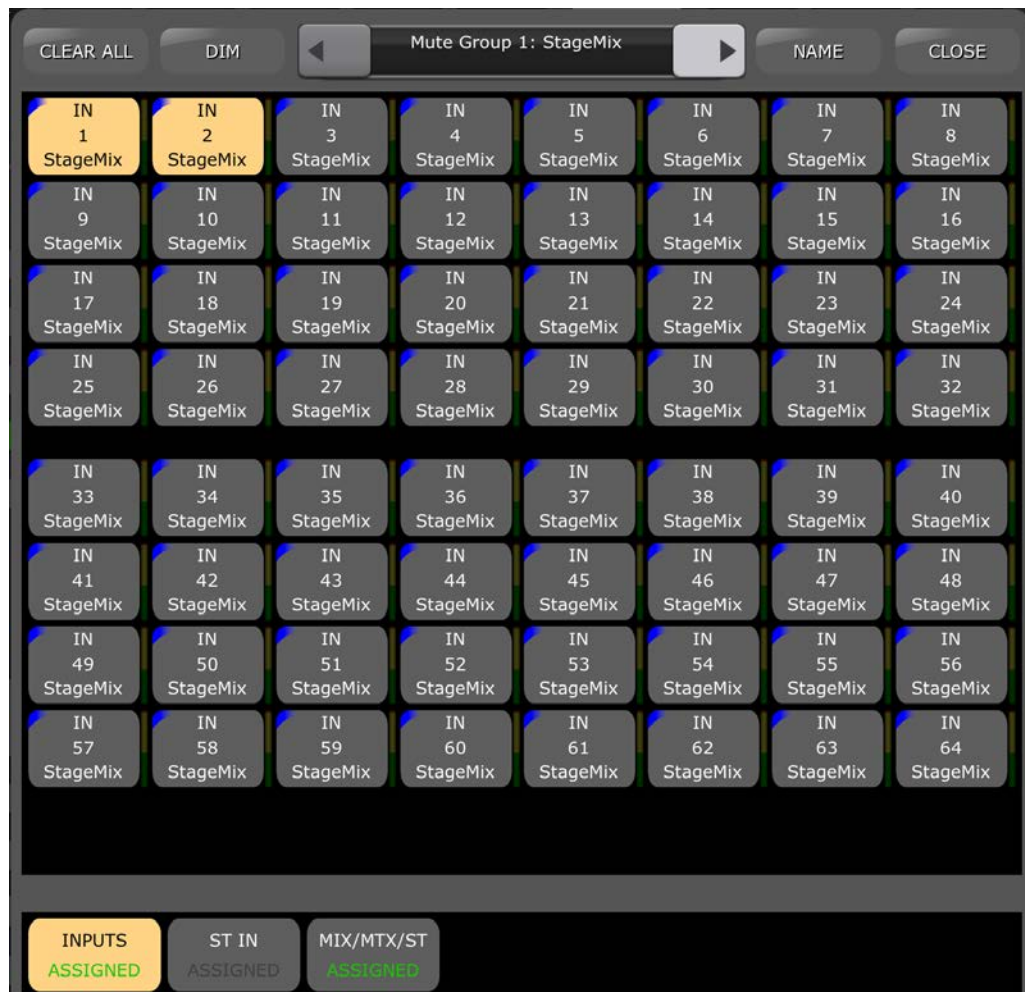 CLEAR ALL DIM Mute Group 1: StageMix NAME CLOSE
IN IN IN IN IN IN IN IN
1 2 3 4 5 6 7 8
StageMix StageMix StageMix StageMix StageMix StageMix StageMix StageMix
IN IN IN IN IN IN IN IN
9 10 11 12 13 14 15 16
StageMix StageMix StageMix StageMix StageMix StageMix StageMix StageMix
IN IN IN IN IN IN IN IN
17 18 19 20 21 22 23 24
StageMix StageMix StageMix StageMix StageMix StageMix StageMix StageMix
IN IN IN IN IN IN IN IN
25 26 27 28 29 30 31 32
StageMix StageMix StageMix StageMix StageMix StageMix StageMix StageMix
IN IN IN IN IN IN IN IN
33 34 35 36 37 38 39 40
StageMix StageMix StageMix StageMix StageMix StageMix StageMix StageMix
IN IN IN IN IN IN IN IN
41 42 43 44 45 46 47 48
StageMix StageMix StageMix StageMix StageMix StageMix StageMix StageMix
IN IN IN IN IN IN IN IN
49 50 51 52 53 54 55 56
StageMix StageMix StageMix StageMix StageMix StageMix StageMix StageMix
IN IN IN IN IN IN IN IN
57 58 59 60 61 62 63 64
StageMix StageMix StageMix StageMix StageMix StageMix StageMix StageMix
INPUTS ST IN MIX/MTX/ST
ASSIGNED ASSIGNED ASSIGNED